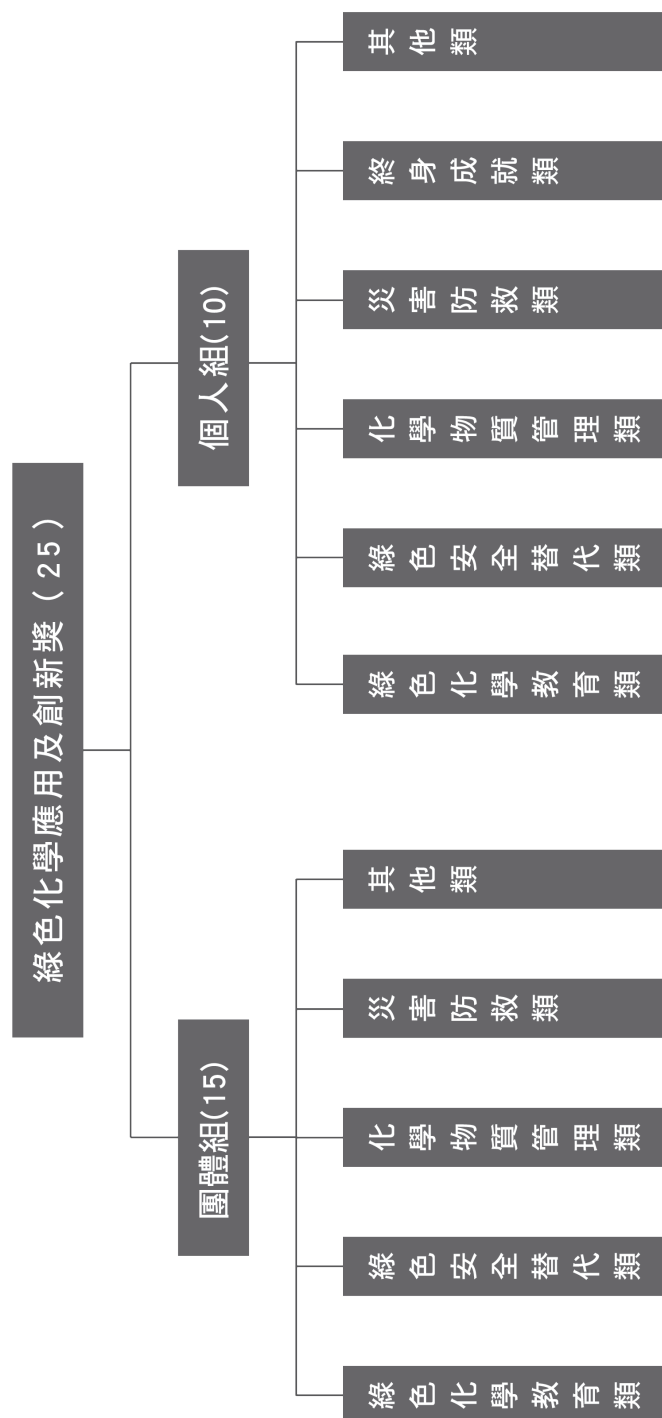 綠色化學應用及創新獎(25)
團體組(15)
個人組(10)
綠色化學教育類
綠色安全替代類
化學物質管理類
災害防救類
其他類
綠色化學教育類
綠色安全替代類
化學物質管理類
災害防救類
終身成就類
其他類